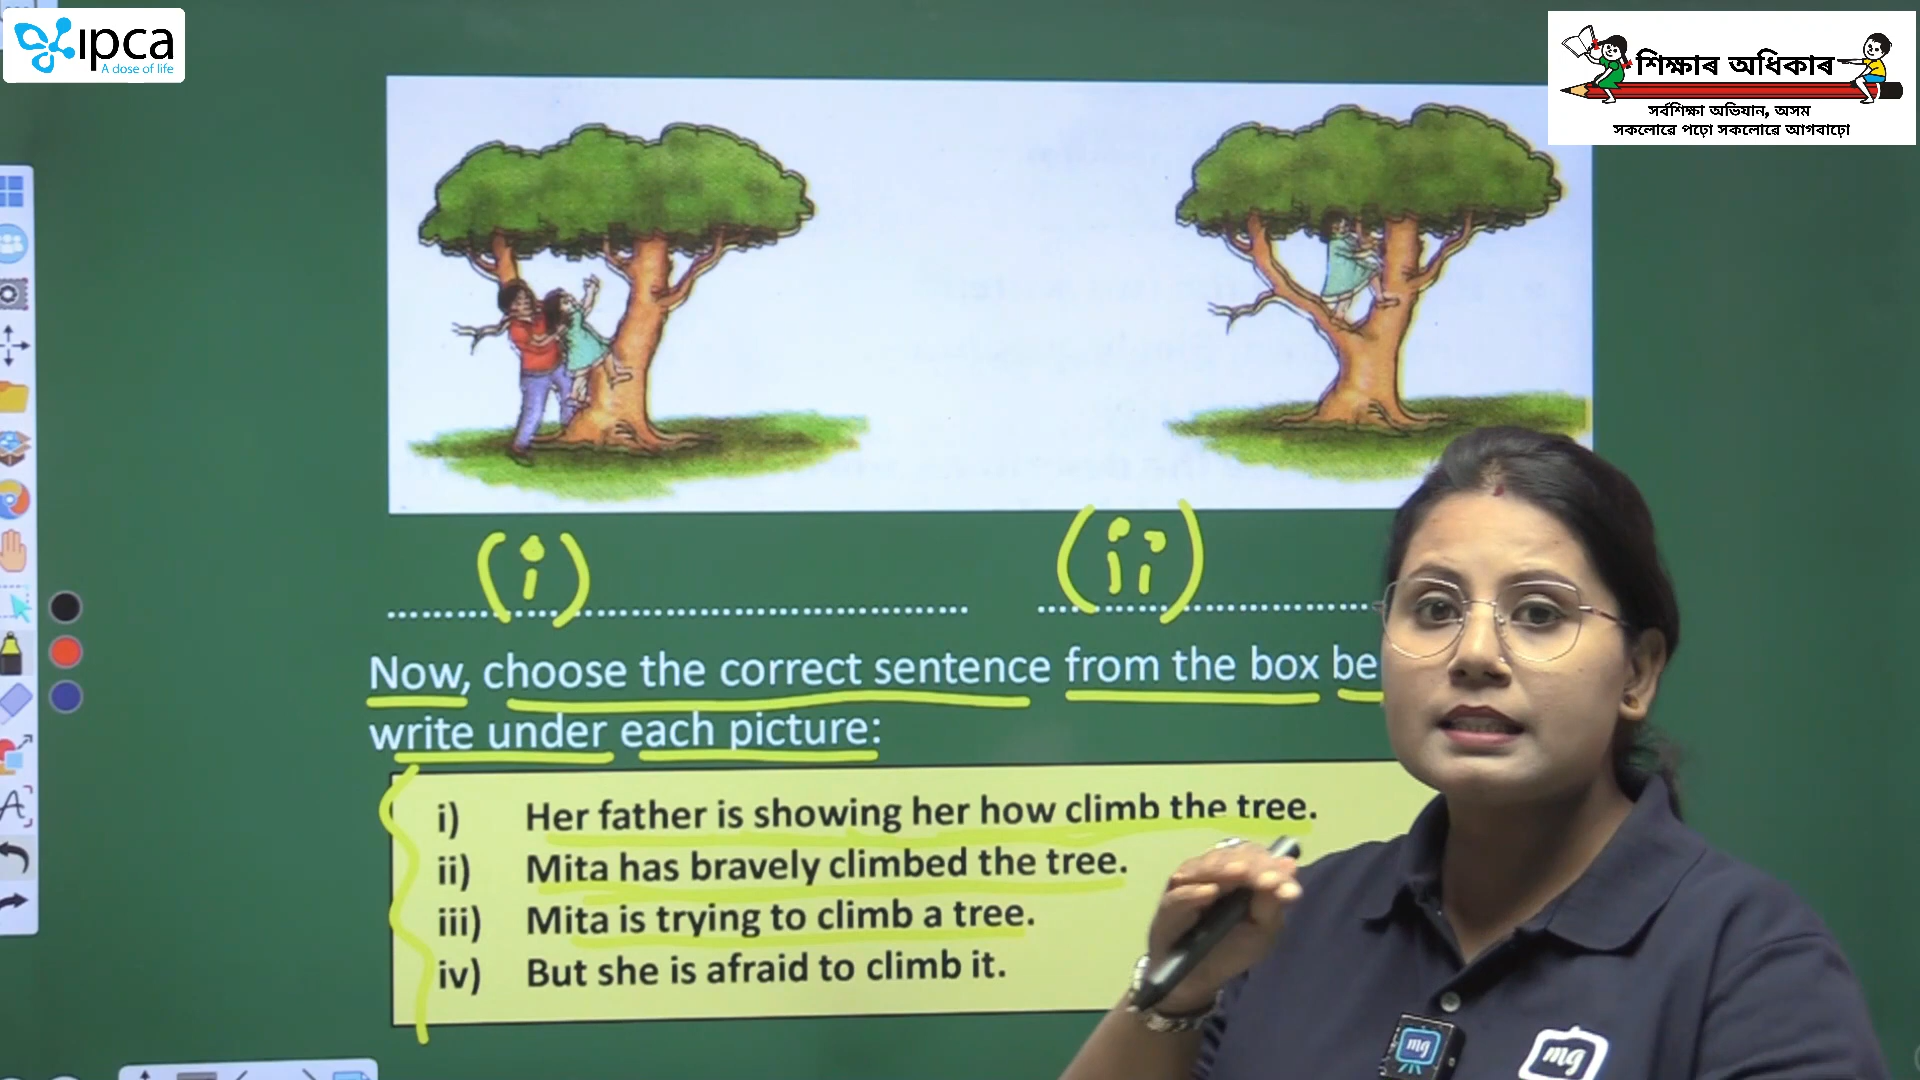 ipca
A dose of life
শিক্ষাৰ অধিকাৰ
সৰ্বশিক্ষা অভিযান, অসম
সকলোৱে পঢ়ো সকলোৱে আগবাঢ়ো
(i)
(ii)
Now, choose the correct sentence from the box be
write under each picture:
i) Her father is showing her how climb the tree.
ii) Mita has bravely climbed the tree.
iii) Mita is trying to climb a tree.
iv) But she is afraid to climb it.
mg
mg